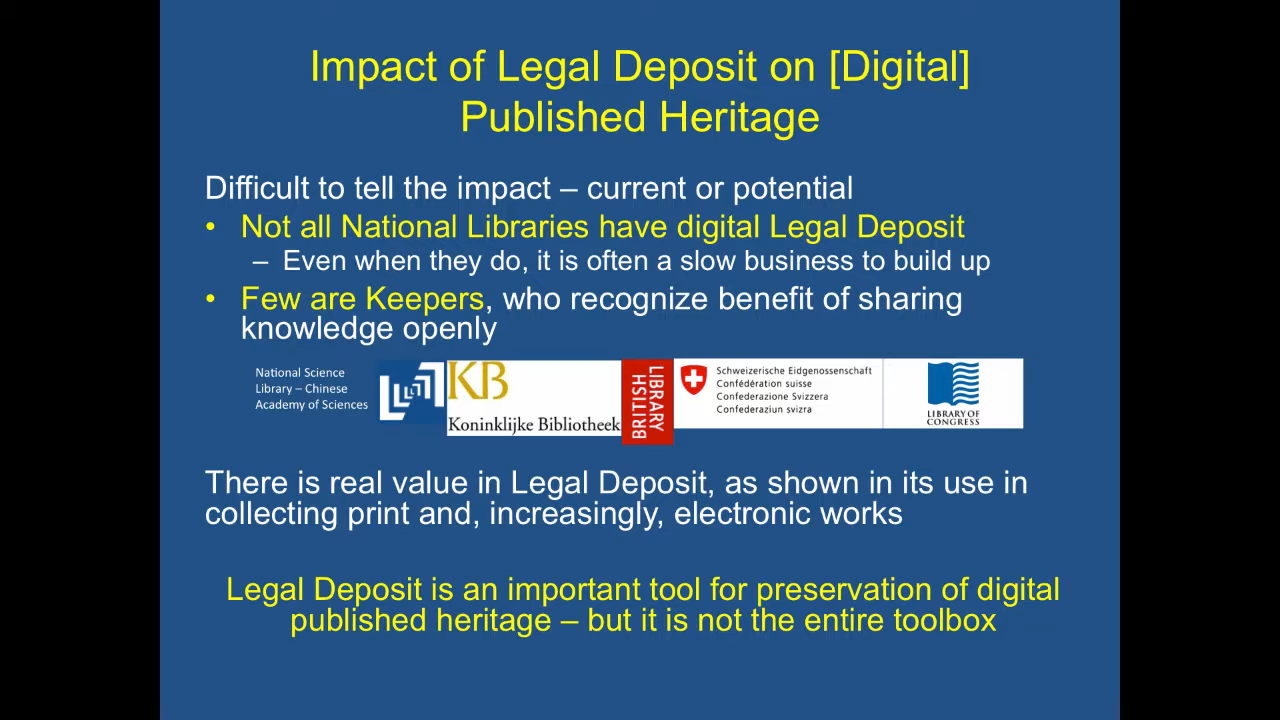 Impact of Legal Deposit on [Digital]
Published Heritage
Difficult to tell the impact – current or potential
• Not all National Libraries have digital Legal Deposit
– Even when they do, it is often a slow business to build up
• Few are Keepers, who recognize benefit of sharing
knowledge openly
National Science
Library – Chinese
Academy of Sciences
KB
Koninklijke Bibliotheek
BRITISH
LIBRARY
Schweizerische Eidgenossenschaft
Confédération suisse
Confederazione Svizzera
Confederaziun svizra
LIBRARY OF
CONGRESS
There is real value in Legal Deposit, as shown in its use in
collecting print and, increasingly, electronic works
Legal Deposit is an important tool for preservation of digital
published heritage – but it is not the entire toolbox